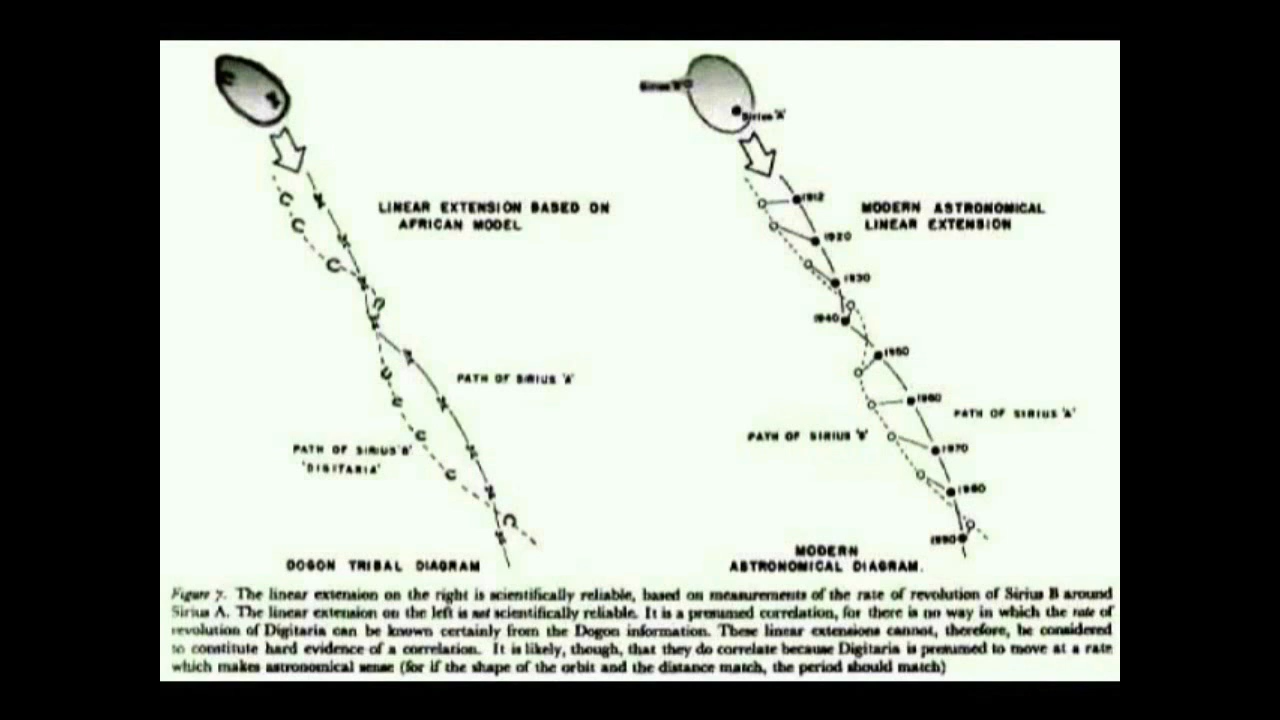 C
Sirius 'B'
Sirius 'A'
LINEAR EXTENSION BASED ON
AFRICAN MODEL
PATH OF SIRIUS 'A'
PATH OF SIRIUS 'B'
'DIGITARIA'
DOGON TRIBAL DIAGRAM
1912
MODERN ASTRONOMICAL
LINEAR EXTENSION
1920
1930
1940
1950
1960
PATH OF SIRIUS 'A'
PATH OF SIRIUS 'B'
1970
1980
1990
MODERN
ASTRONOMICAL DIAGRAM.
Figure 7. The linear extension on the right is scientifically reliable, based on measurements of the rate of revolution of Sirius B around
Sirius A. The linear extension on the left is not scientifically reliable. It is a presumed correlation, for there is no way in which the rate of
revolution of Digitaria can be known certainly from the Dogon information. These linear extensions cannot, therefore, be considered
to constitute hard evidence of a correlation. It is likely, though, that they do correlate because Digitaria is presumed to move at a rate
which makes astronomical sense (for if the shape of the orbit and the distance match, the period should match)